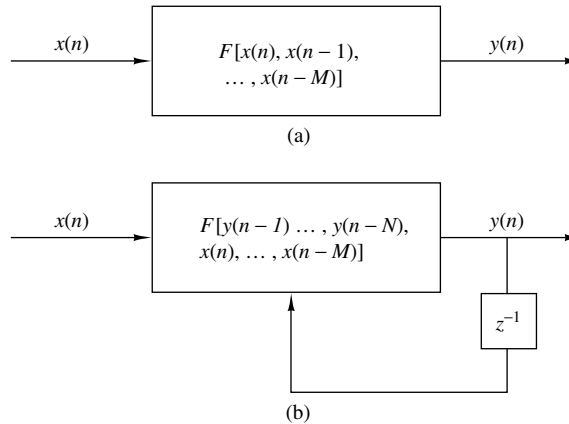 x(n)
F[x(n), x(n − 1),
… , x(n − M)]
y(n)
(a)
x(n)
F[y(n − 1) … , y(n − N),
x(n), … , x(n − M)]
y(n)
z⁻¹
(b)